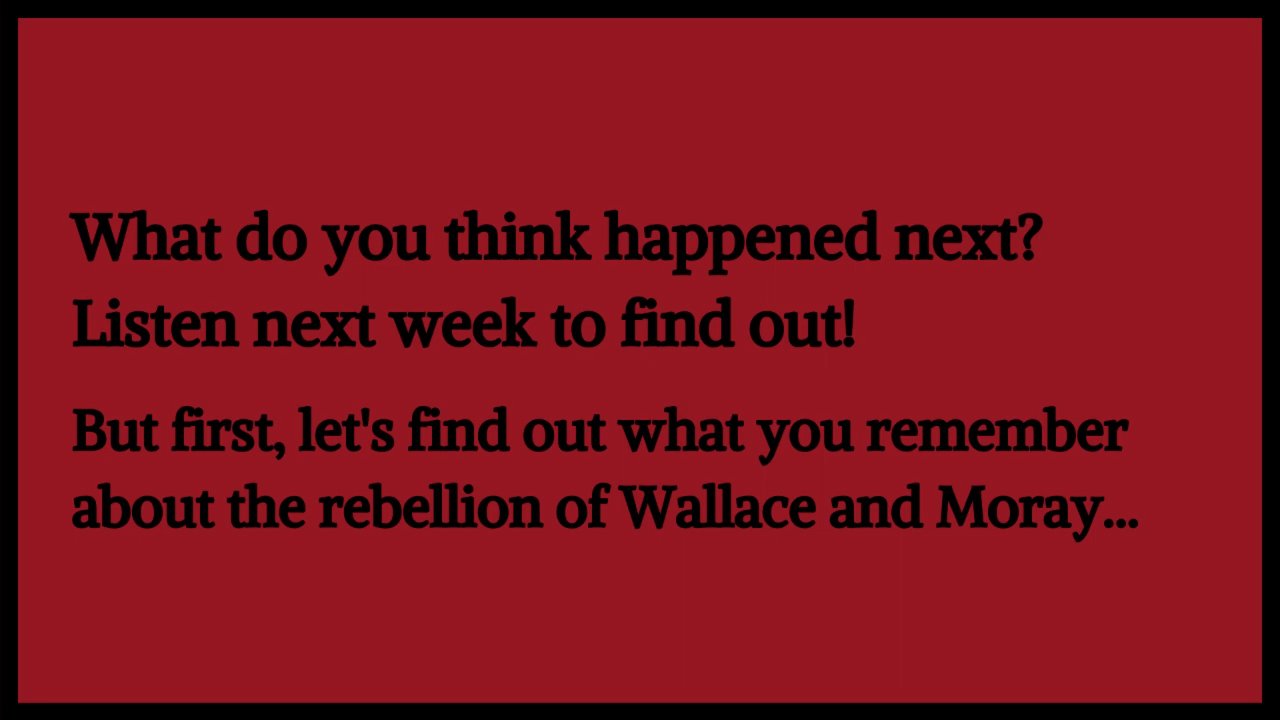 What do you think happened next?
Listen next week to find out!
But first, let's find out what you remember
about the rebellion of Wallace and Moray...